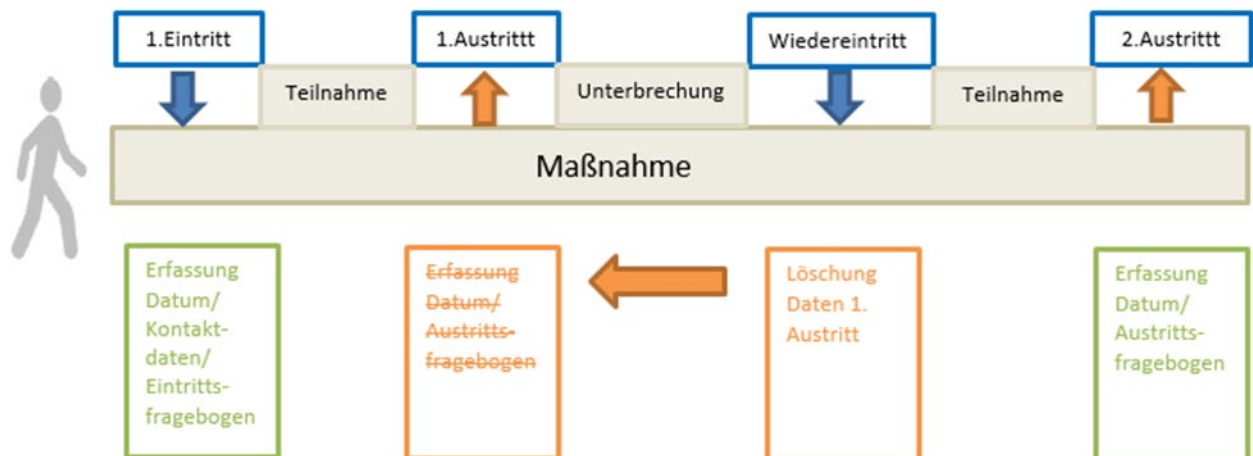 1.Eintritt
1.Austrittt
Wiedereintritt
2.Austrittt
Teilnahme
Unterbrechung
Teilnahme
Maßnahme
Erfassung
Datum/
Kontakt-
daten/
Eintritts-
fragebogen
Erfassung
Datum/
Austritts-
fragebogen
Löschung
Daten 1.
Austritt
Erfassung
Datum/
Austritts-
fragebogen